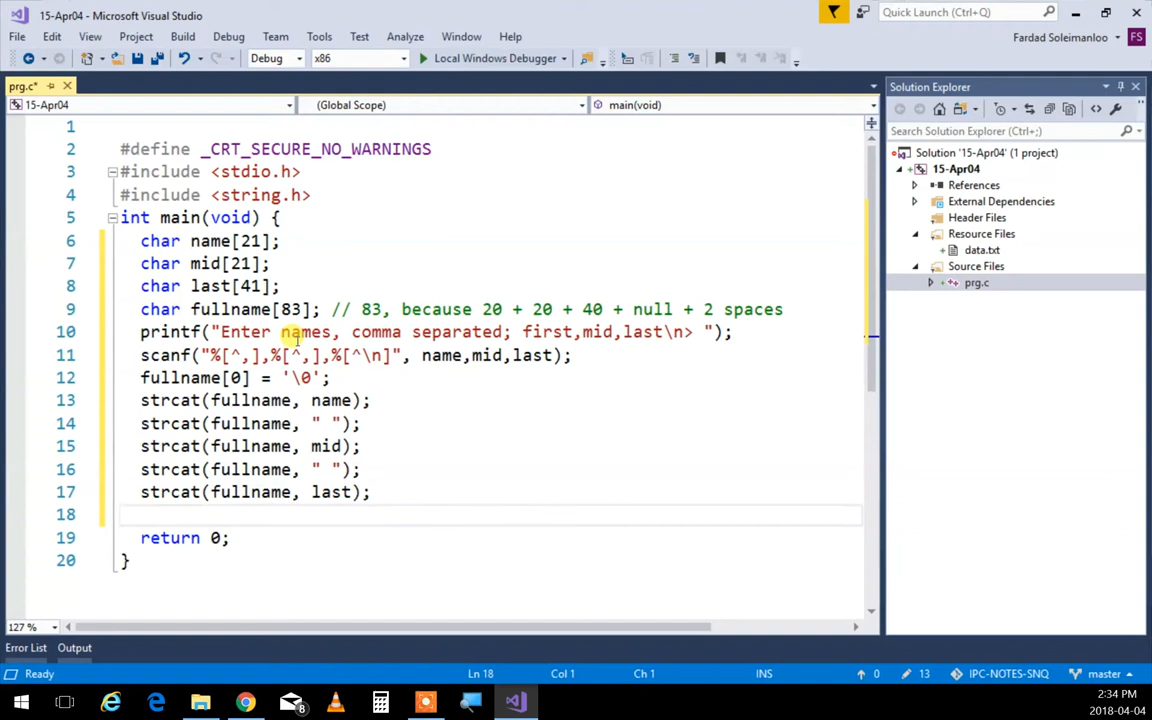 15-Apr04 - Microsoft Visual Studio
Quick Launch (Ctrl+Q)
File Edit View Project Build Debug Team Tools Test Analyze Window Help
Fardad Soleimanloo FS
Debug x86 Local Windows Debugger
prg.c*
Solution Explorer
15-Apr04 (Global Scope) main(void)
Search Solution Explorer (Ctrl+;)
Solution '15-Apr04' (1 project)
15-Apr04
References
External Dependencies
Header Files
Resource Files
data.txt
Source Files
prg.c
1
2 #define _CRT_SECURE_NO_WARNINGS
3 #include <stdio.h>
4 #include <string.h>
5 int main(void) {
6 char name[21];
7 char mid[21];
8 char last[41];
9 char fullname[83]; // 83, because 20 + 20 + 40 + null + 2 spaces
10 printf("Enter names, comma separated; first,mid,last\n> ");
11 scanf("%[^,],%[^,],%[^\n]", name,mid,last);
12 fullname[0] = '\0';
13 strcat(fullname, name);
14 strcat(fullname, " ");
15 strcat(fullname, mid);
16 strcat(fullname, " ");
17 strcat(fullname, last);
18
19 return 0;
20 }
127 %
Error List Output
Ready Ln 18 Col 1 Ch 1 INS 0 13 IPC-NOTES-SNQ master
8
2:34 PM
2018-04-04